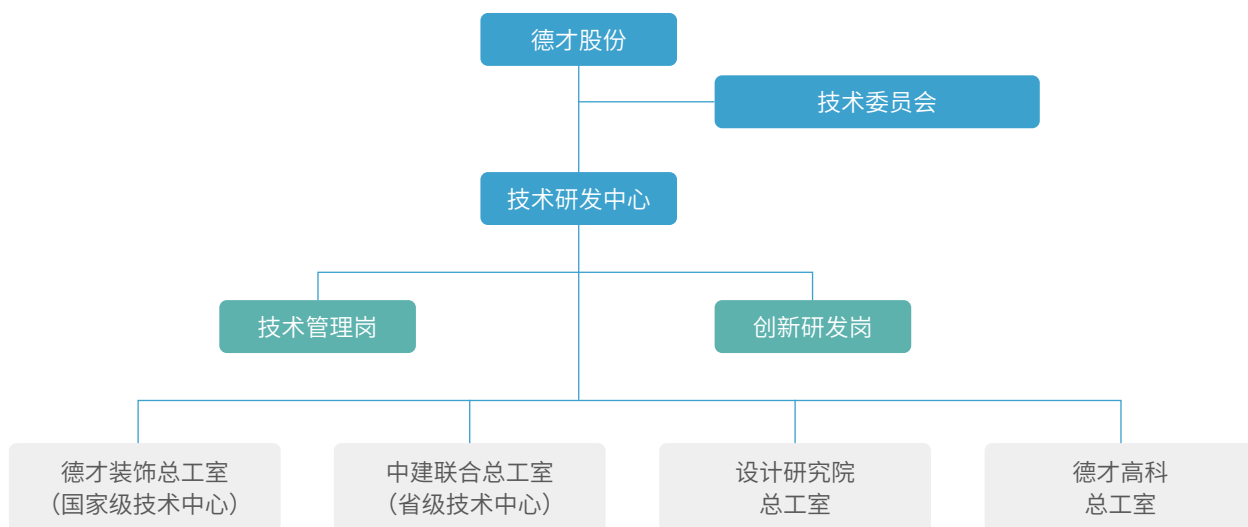 德才股份
技术委员会
技术研发中心
技术管理岗
创新研发岗
德才装饰总工室
（国家级技术中心）
中建联合总工室
（省级技术中心）
设计研究院
总工室
德才高科
总工室